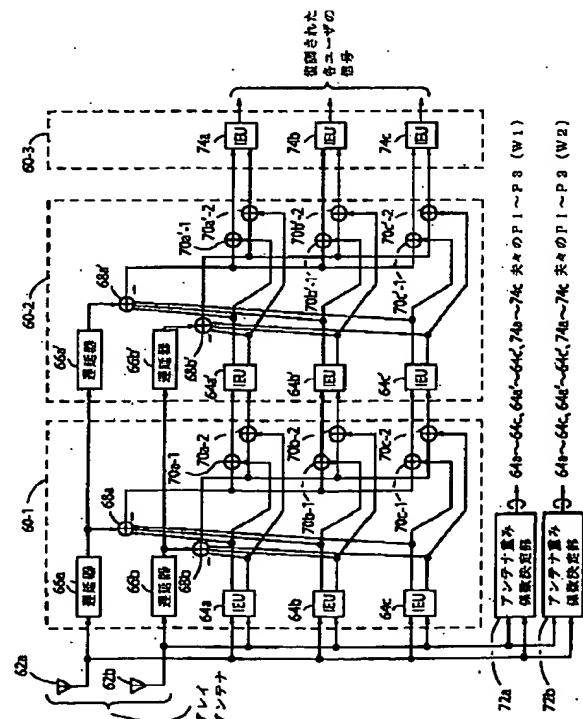 60-1
60-2
60-3
62a
66a
遅延器
66a'
遅延器
62b
66b
遅延器
66b'
遅延器
68a
68a'
68b
68b'
アレイ
アンテナ
64a
IEU
70a-1
70a-2
64a'
IEU
70a'-1
70a'-2
74a
IEU
64b
IEU
70b-1
70b-2
64b'
IEU
70b'-1
70b'-2
74b
IEU
64c
IEU
70c-1
70c-2
64c'
IEU
70c'-1
70c'-2
74c
IEU
復調された
各ユーザの
信号
72a
アンテナ重み
係数決定部
64a~64c、64a'~64c'、74a~74c 夫々のP1~P3 (W1)
72b
アンテナ重み
係数決定部
64a~64c、64a'~64c'、74a~74c 夫々のP1~P3 (W2)